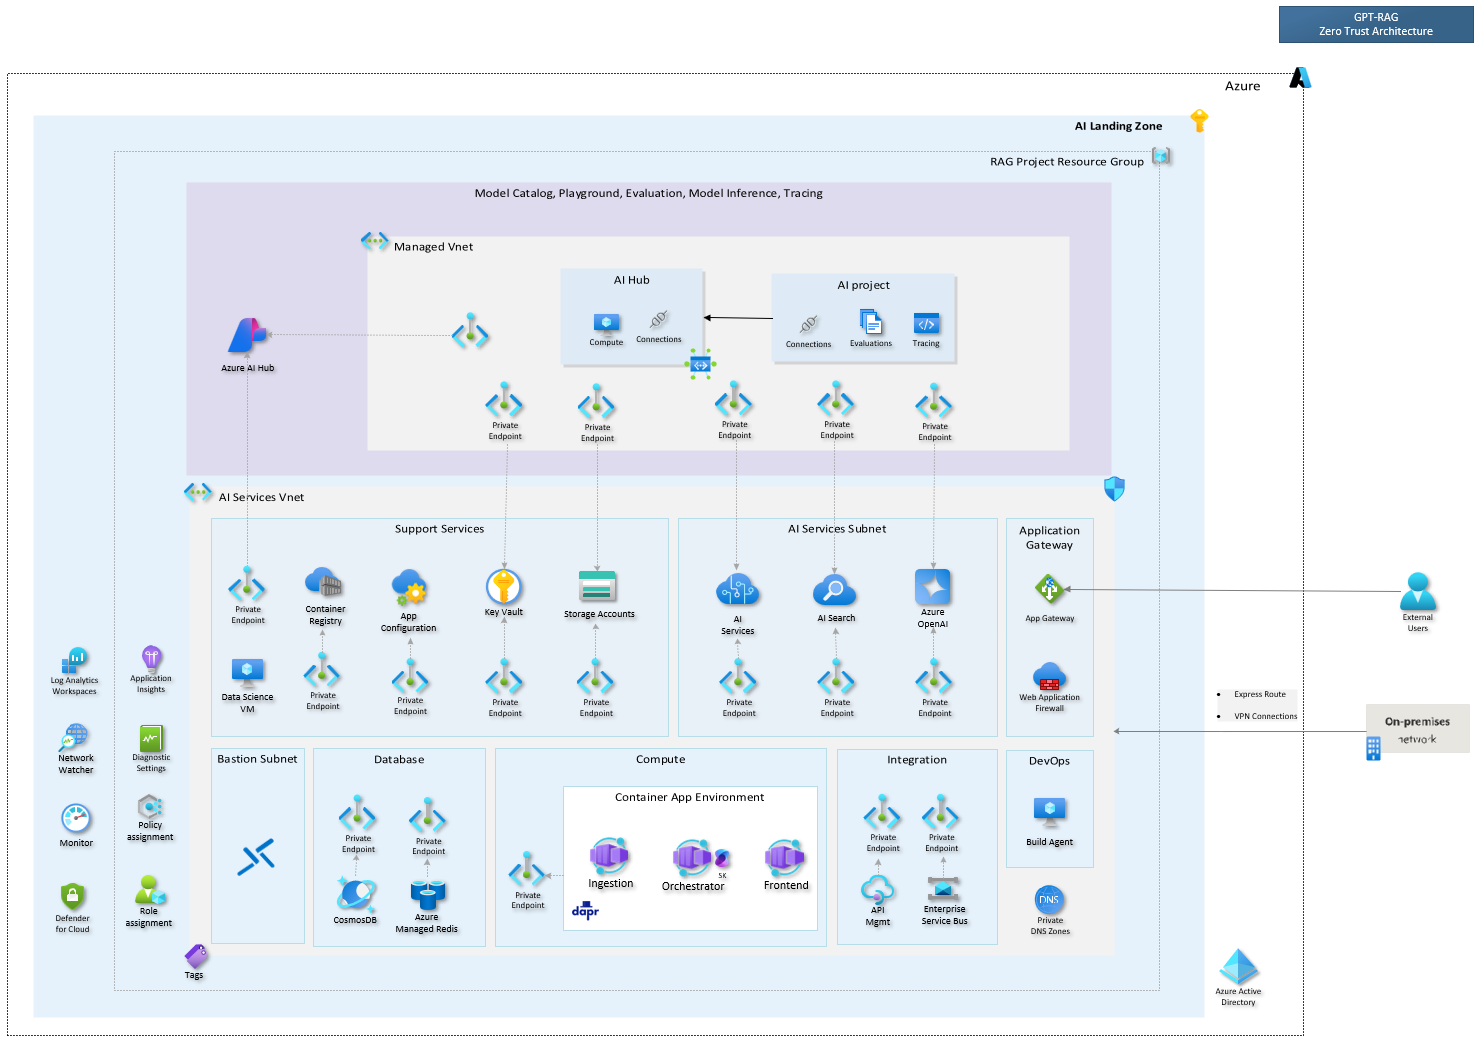 GPT-RAG
Zero Trust Architecture
Azure
AI Landing Zone
RAG Project Resource Group
Model Catalog, Playground, Evaluation, Model Inference, Tracing
Managed Vnet
AI Hub
Compute
Connections
AI project
Connections
Evaluations
Tracing
Azure AI Hub
Private
Endpoint
Private
Endpoint
Private
Endpoint
Private
Endpoint
Private
Endpoint
AI Services Vnet
Support Services
Private
Endpoint
Container
Registry
App
Configuration
Key Vault
Storage Accounts
Data Science
VM
Private
Endpoint
Private
Endpoint
Private
Endpoint
Private
Endpoint
AI Services Subnet
AI
Services
AI Search
Azure
OpenAI
Private
Endpoint
Private
Endpoint
Private
Endpoint
Application
Gateway
App Gateway
Web Application
Firewall
External
Users
• Express Route
• VPN Connections
On-premises
network
Log Analytics
Workspaces
Application
Insights
Network
Watcher
Diagnostic
Settings
Monitor
Policy
assignment
Defender
for Cloud
Role
assignment
Tags
Bastion Subnet
Database
Private
Endpoint
Private
Endpoint
CosmosDB
Azure
Managed Redis
Compute
Container App Environment
Private
Endpoint
Ingestion
Orchestrator
SK
Frontend
dapr
Integration
Private
Endpoint
Private
Endpoint
API
Mgmt
Enterprise
Service Bus
DevOps
Build Agent
DNS
Private
DNS Zones
Azure Active
Directory